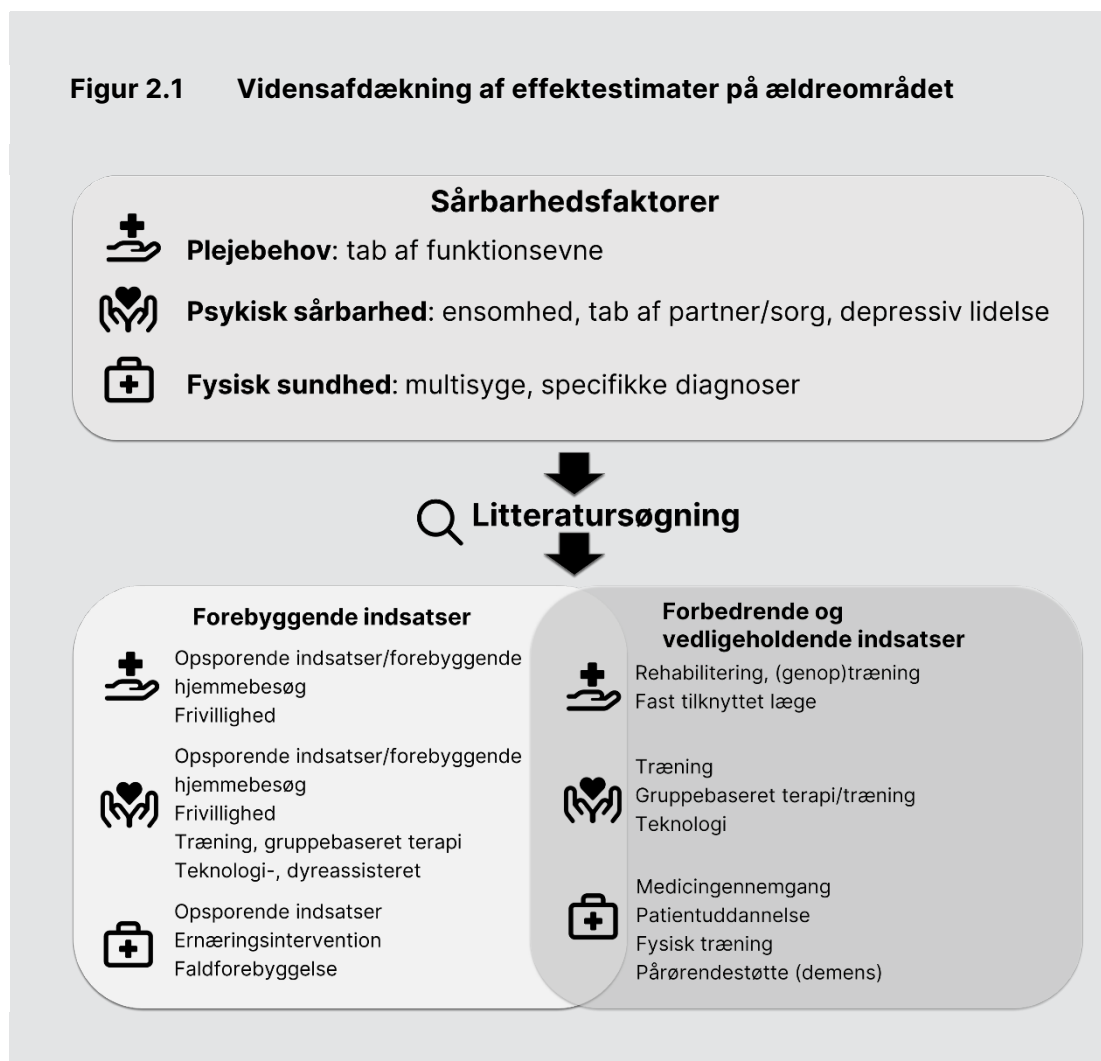 Figur 2.1 Vidensafdækning af effektestimater på ældreområdet
Sårbarhedsfaktorer
Plejebehov: tab af funktionsevne
Psykisk sårbarhed: ensomhed, tab af partner/sorg, depressiv lidelse
Fysisk sundhed: multisyge, specifikke diagnoser
Litteratursøgning
Forebyggende indsatser
Opsporende indsatser/forebyggende
hjemmebesøg
Frivillighed
Opsporende indsatser/forebyggende
hjemmebesøg
Frivillighed
Træning, gruppebaseret terapi
Teknologi-, dyreassisteret
Opsporende indsatser
Ernæringsintervention
Faldforebyggelse
Forbedrende og
vedligeholdende indsatser
Rehabilitering, (genop)træning
Fast tilknyttet læge
Træning
Gruppebaseret terapi/træning
Teknologi
Medicingennemgang
Patientuddannelse
Fysisk træning
Pårørendestøtte (demens)